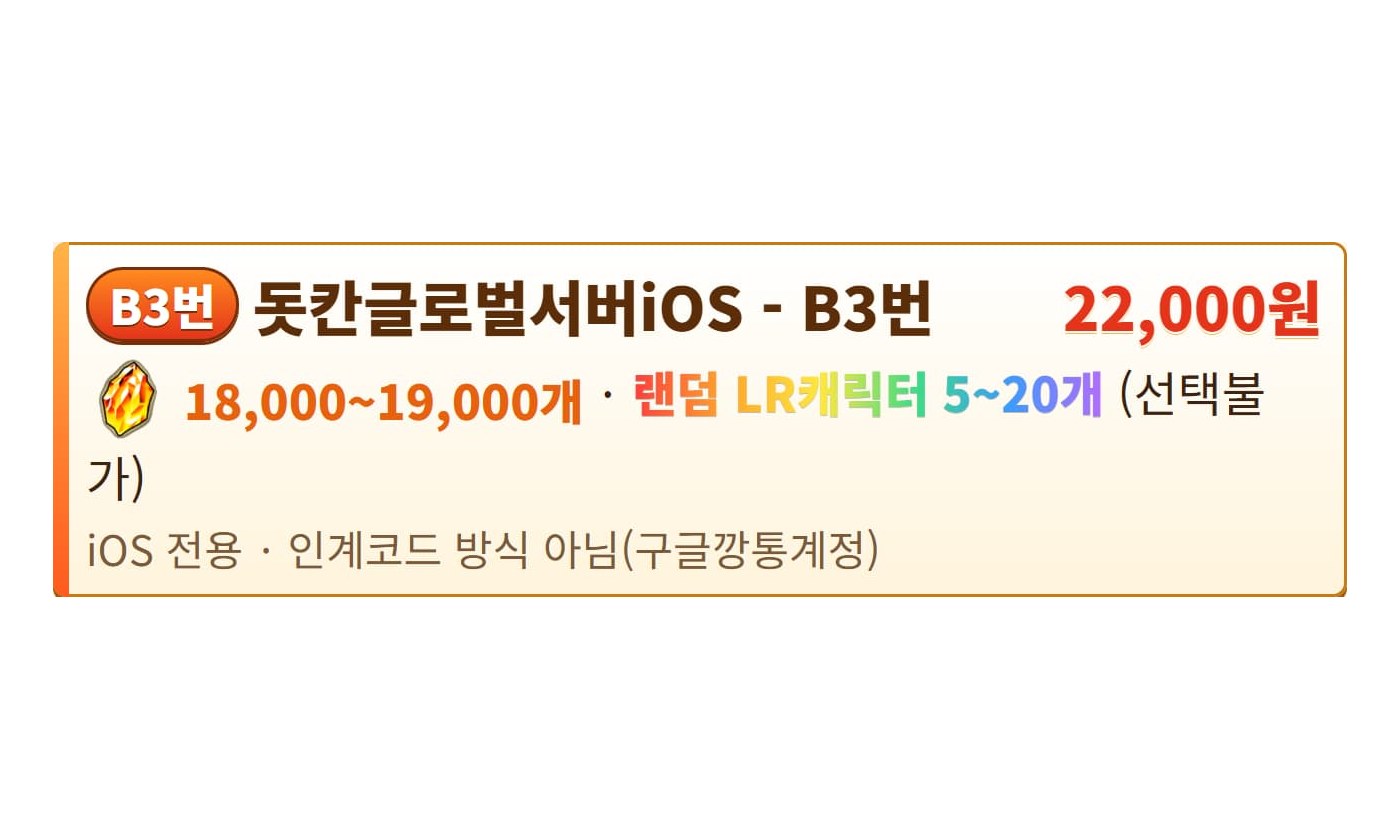 B3번 돗칸글로벌서버iOS - B3번 22,000원
18,000~19,000개 · 랜덤 LR캐릭터 5~20개 (선택불
가)
iOS 전용 · 인계코드 방식 아님(구글깡통계정)